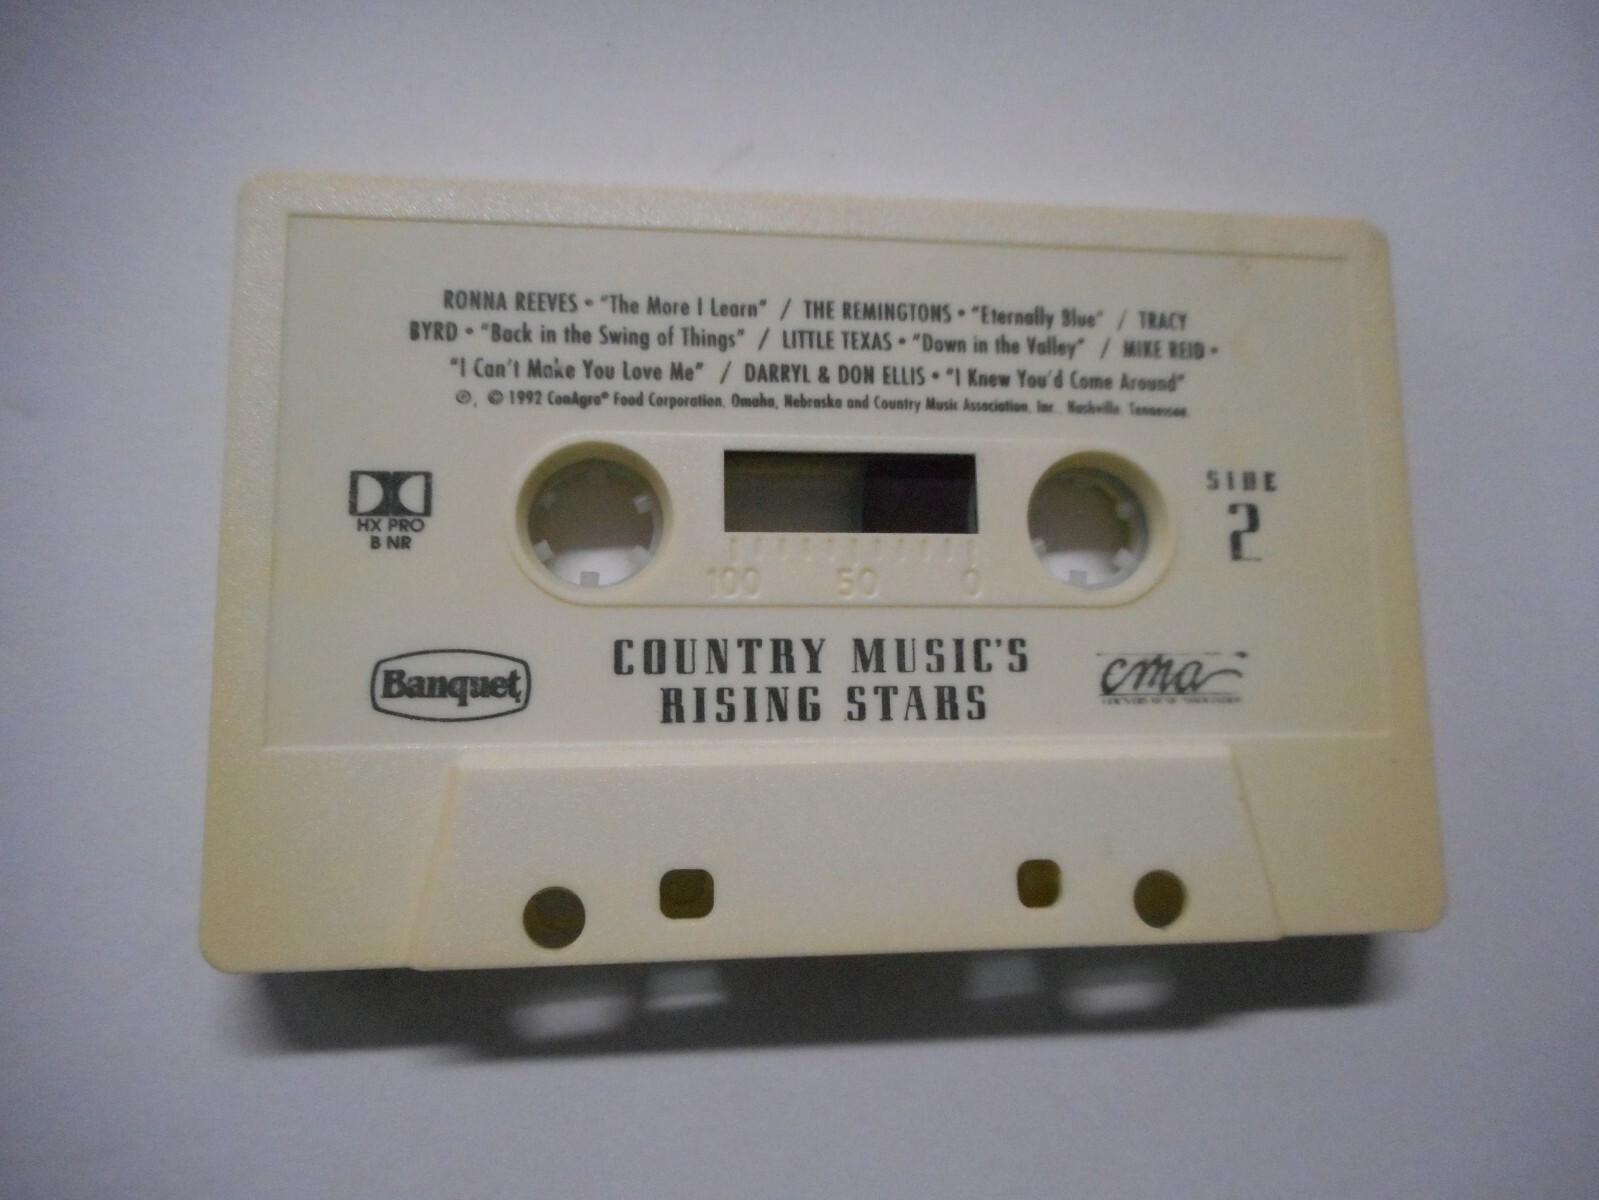 RONNA REEVES • "The More I Learn" / THE REMINGTONS • "Eternally Blue" / TRACY
BYRD • "Back in the Swing of Things" / LITTLE TEXAS • "Down in the Valley" / MIKE REID •
"I Can't Make You Love Me" / DARRYL & DON ELLIS • "I Knew You'd Come Around"
℗, © 1992 ConAgra® Food Corporation, Omaha, Nebraska and Country Music Association, Inc., Nashville, Tennessee.
HX PRO
B NR
SIDE
2
100 50 0
Banquet
COUNTRY MUSIC'S
RISING STARS
cma
COUNTRY MUSIC ASSOCIATION